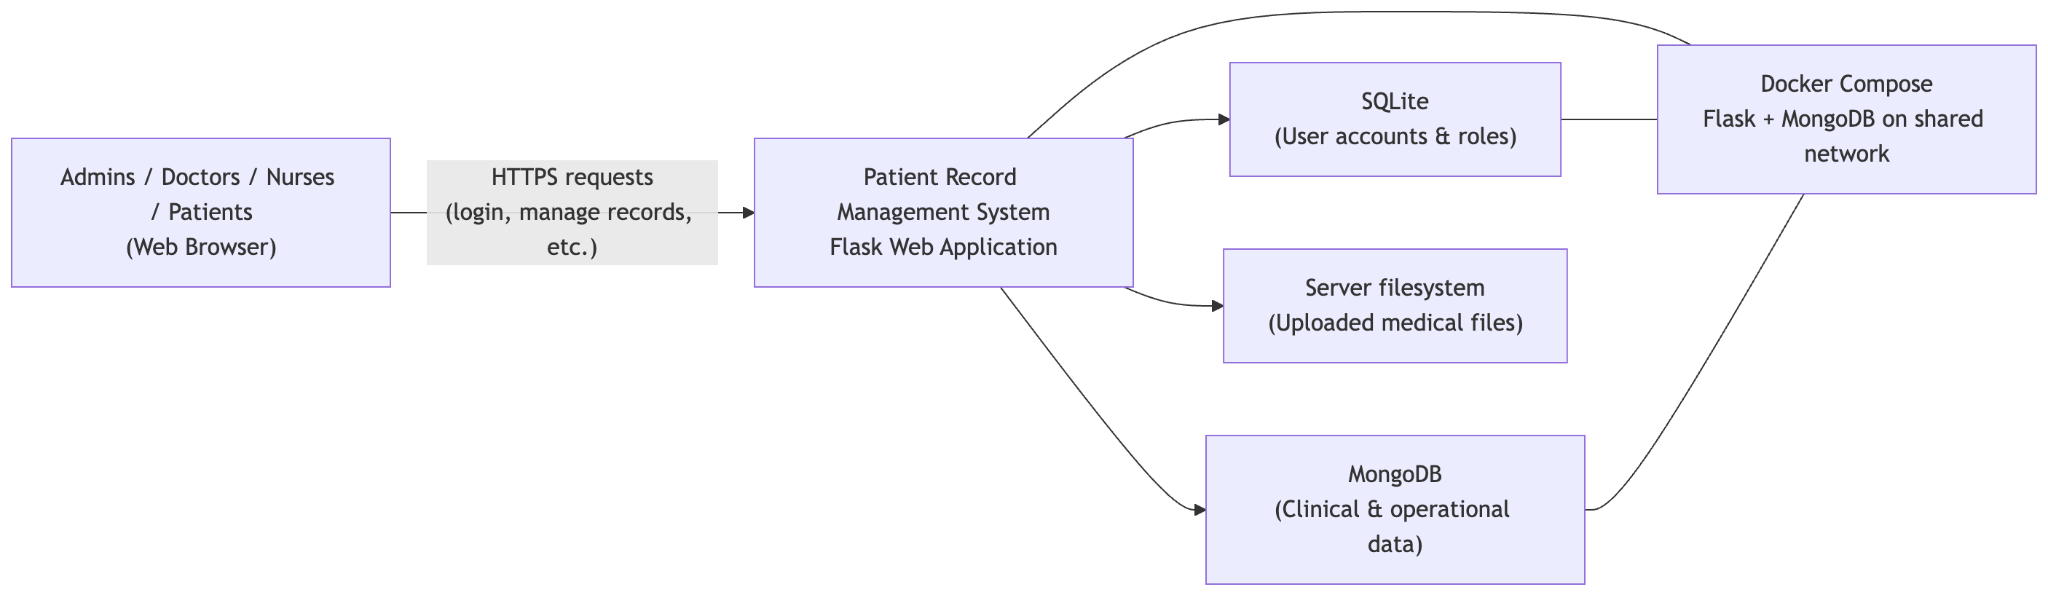 Admins / Doctors / Nurses
/ Patients
(Web Browser)
HTTPS requests
(login, manage records,
etc.)
Patient Record
Management System
Flask Web Application
SQLite
(User accounts & roles)
Server filesystem
(Uploaded medical files)
MongoDB
(Clinical & operational
data)
Docker Compose
Flask + MongoDB on shared
network